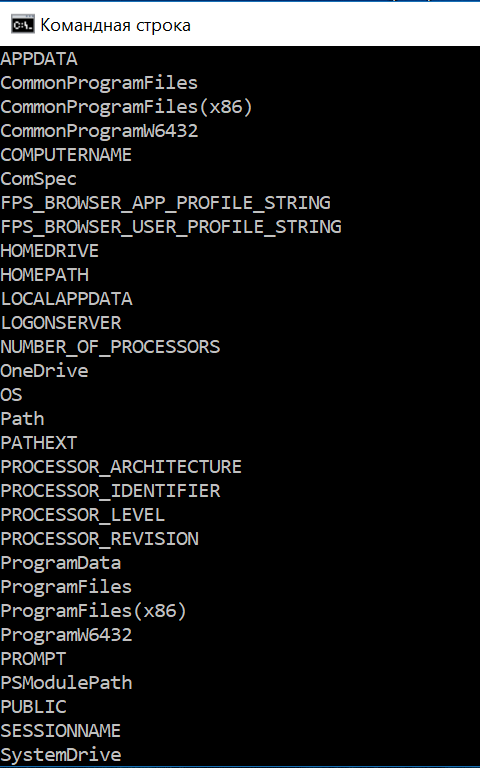 Командная строка
APPDATA
CommonProgramFiles
CommonProgramFiles(x86)
CommonProgramW6432
COMPUTERNAME
ComSpec
FPS_BROWSER_APP_PROFILE_STRING
FPS_BROWSER_USER_PROFILE_STRING
HOMEDRIVE
HOMEPATH
LOCALAPPDATA
LOGONSERVER
NUMBER_OF_PROCESSORS
OneDrive
OS
Path
PATHEXT
PROCESSOR_ARCHITECTURE
PROCESSOR_IDENTIFIER
PROCESSOR_LEVEL
PROCESSOR_REVISION
ProgramData
ProgramFiles
ProgramFiles(x86)
ProgramW6432
PROMPT
PSModulePath
PUBLIC
SESSIONNAME
SystemDrive